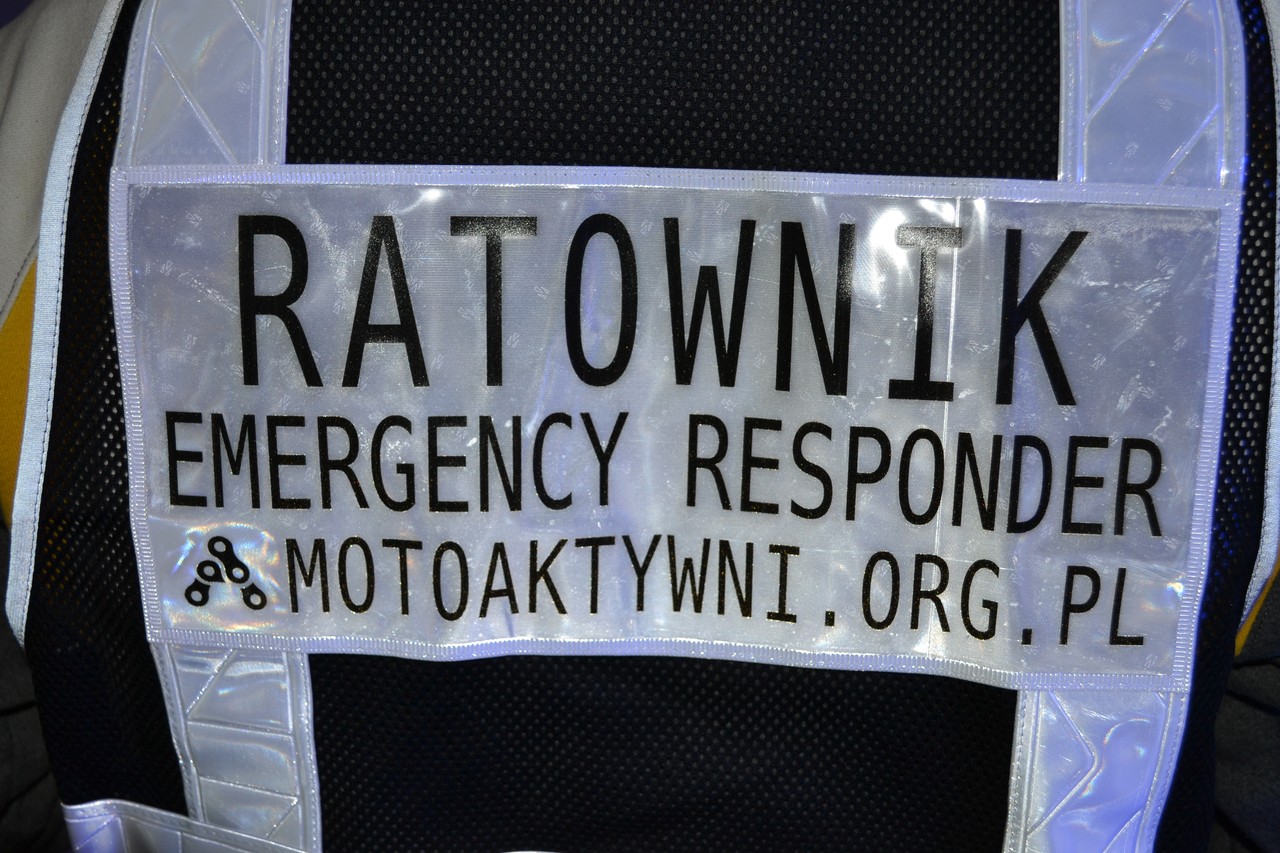 RATOWNIK
EMERGENCY RESPONDER
MOTOAKTYWNI.ORG.PL